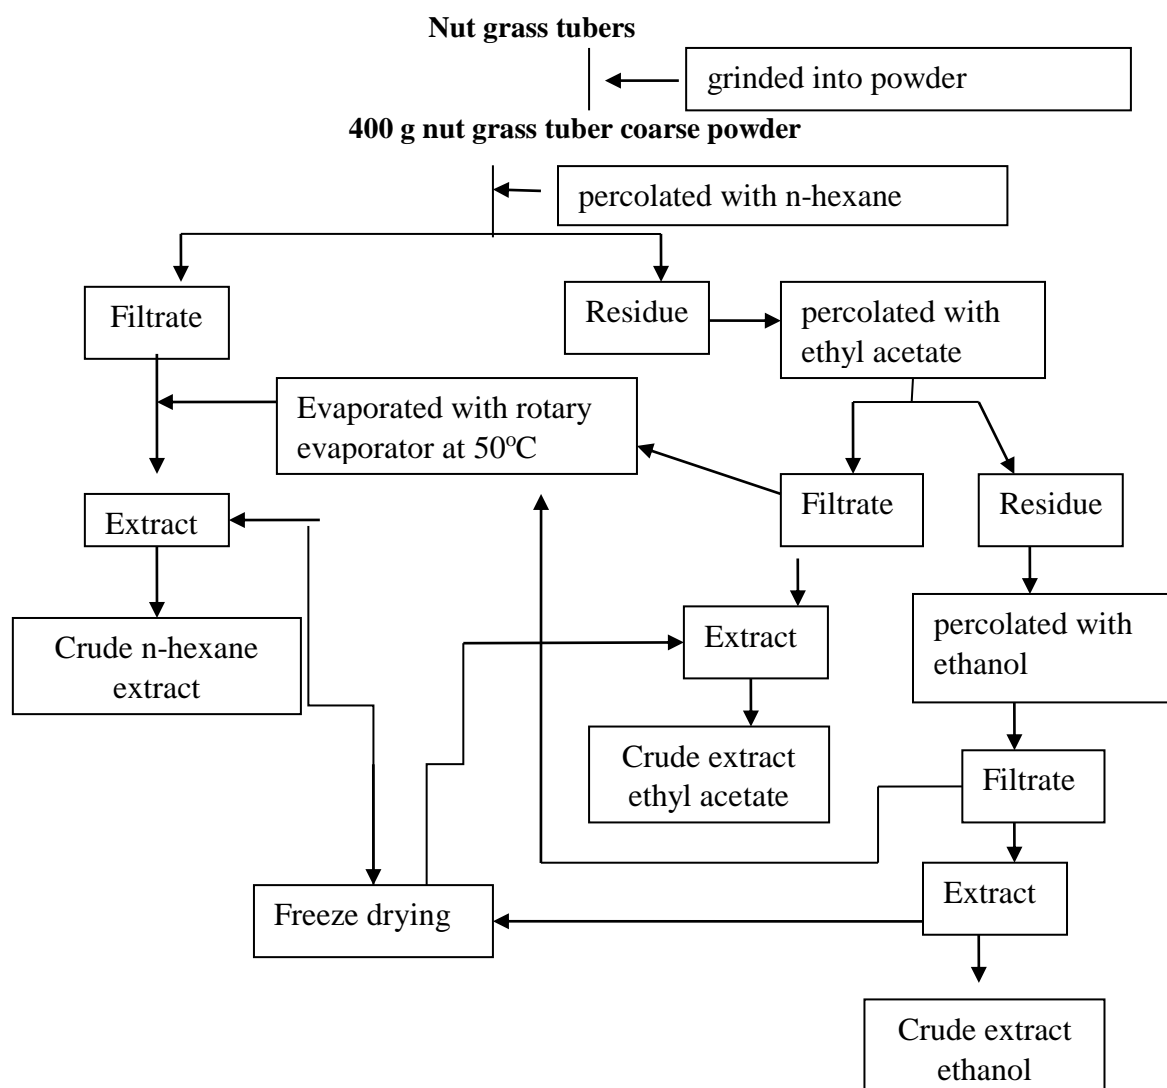 Nut grass tubers
grinded into powder
400 g nut grass tuber coarse powder
percolated with n-hexane
Filtrate
Residue
percolated with
ethyl acetate
Evaporated with rotary
evaporator at 50ºC
Filtrate
Residue
Extract
Extract
percolated with
ethanol
Crude n-hexane
extract
Crude extract
ethyl acetate
Filtrate
Extract
Freeze drying
Crude extract
ethanol